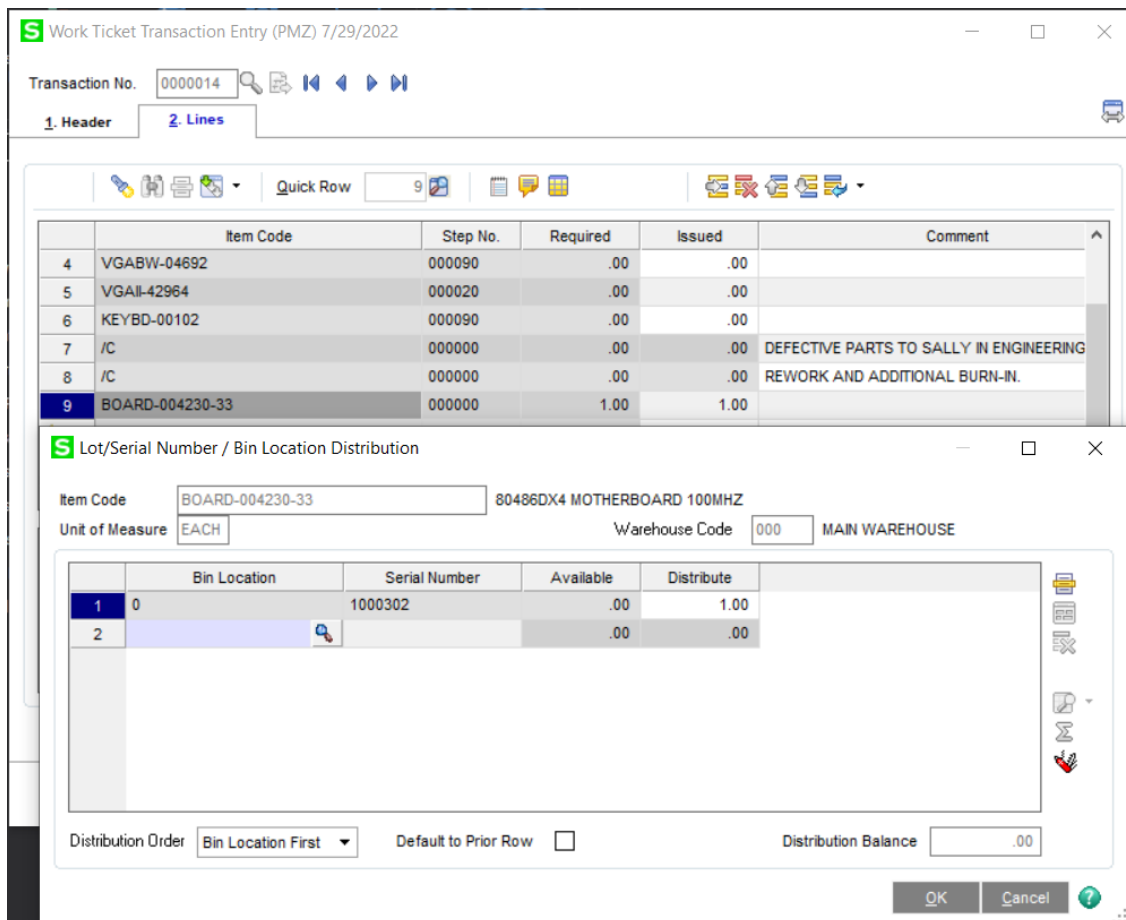 S Work Ticket Transaction Entry (PMZ) 7/29/2022
Transaction No. 0000014
1. Header 2. Lines
Quick Row 9
Item Code Step No. Required Issued Comment
4 VGABW-04692 000090 .00 .00
5 VGAII-42964 000020 .00 .00
6 KEYBD-00102 000090 .00 .00
7 /C 000000 .00 .00 DEFECTIVE PARTS TO SALLY IN ENGINEERING
8 /C 000000 .00 .00 REWORK AND ADDITIONAL BURN-IN.
9 BOARD-004230-33 000000 1.00 1.00
S Lot/Serial Number / Bin Location Distribution
Item Code BOARD-004230-33 80486DX4 MOTHERBOARD 100MHZ
Unit of Measure EACH Warehouse Code 000 MAIN WAREHOUSE
Bin Location Serial Number Available Distribute
1 0 1000302 .00 1.00
2 .00 .00
Distribution Order Bin Location First Default to Prior Row Distribution Balance .00
OK Cancel ?